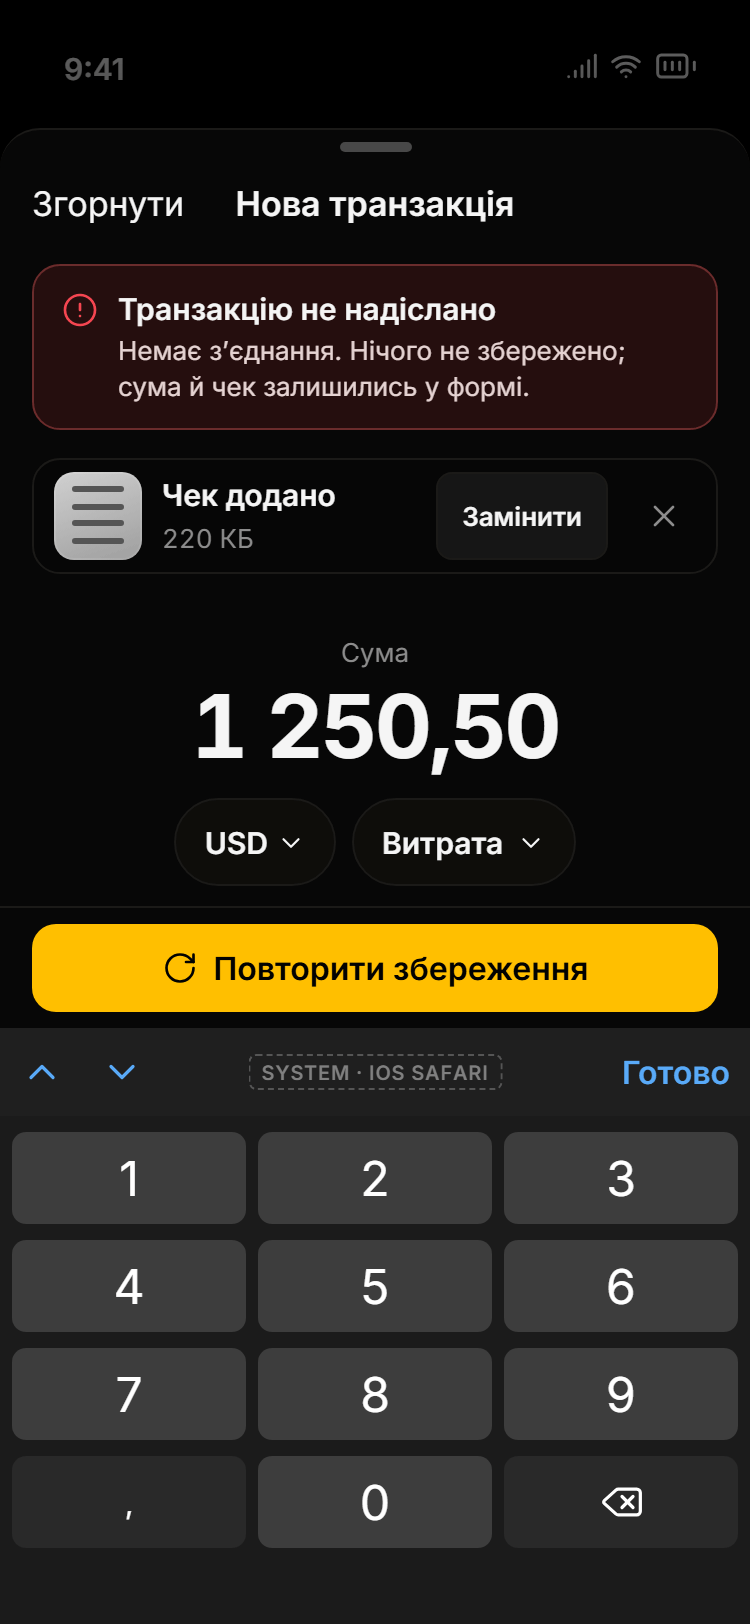 9:41
Згорнути Нова транзакція
Транзакцію не надіслано
Немає з’єднання. Нічого не збережено;
сума й чек залишились у формі.
Чек додано
220 КБ
Замінити
Сума
1 250,50
USD Витрата
Повторити збереження
SYSTEM · IOS SAFARI Готово
1 2 3
4 5 6
7 8 9
, 0